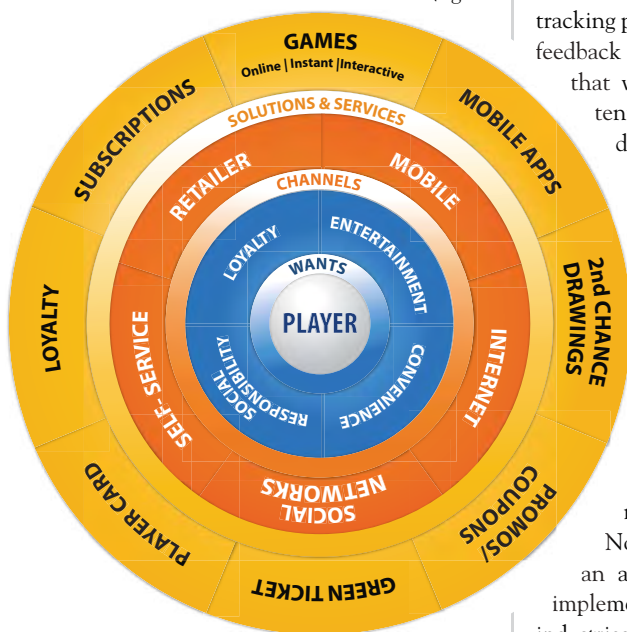 tracking p
feedback
that w
ten
d
GAMES
Online | Instant |Interactive
MOBILE APPS
2nd CHANCE
DRAWINGS
PROMOS/
COUPONS
GREEN TICKET
PLAYER CARD
LOYALTY
SUBSCRIPTIONS
SOLUTIONS & SERVICES
RETAILER
MOBILE
INTERNET
SOCIAL
NETWORKS
SELF-SERVICE
CHANNELS
LOYALTY
ENTERTAINMENT
CONVENIENCE
SOCIAL
RESPONSIBILITY
WANTS
PLAYER
r
No
an a
impleme